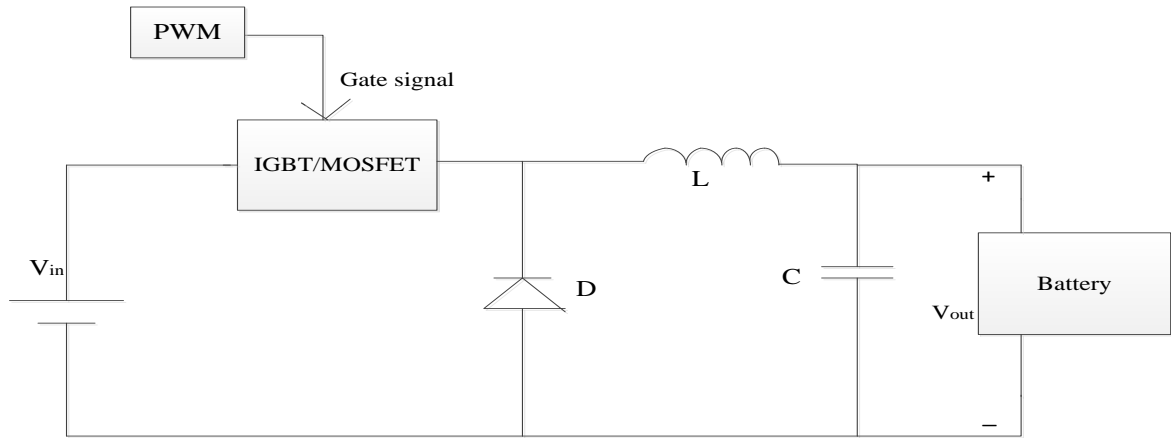 PWM
Gate signal
IGBT/MOSFET
L
+
Vin
D
C
Battery
Vout
−